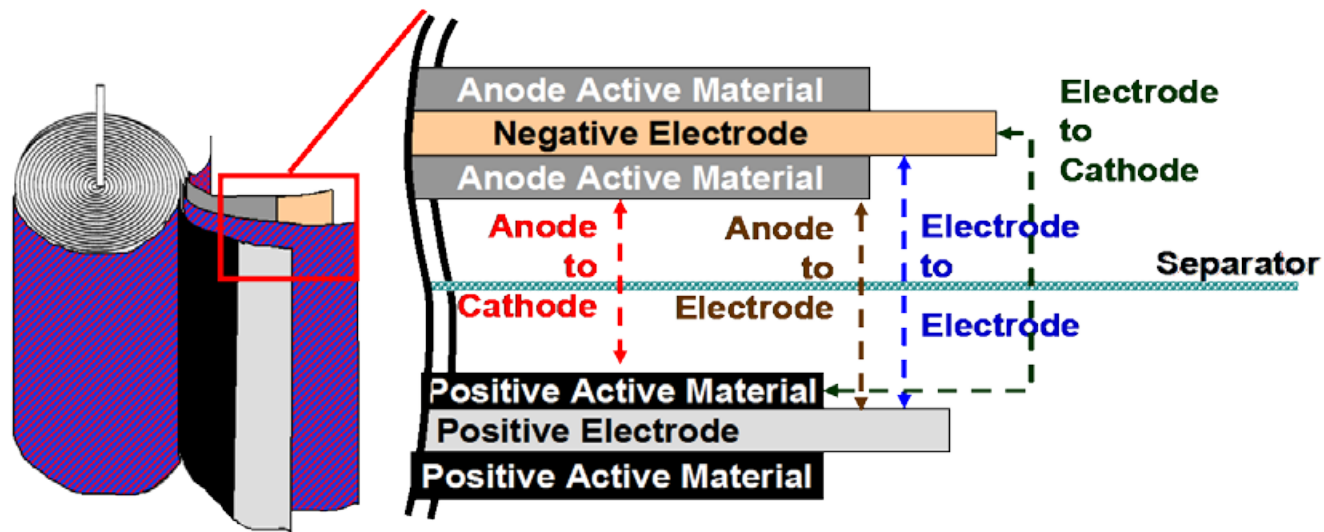 Anode Active Material
Negative Electrode
Anode Active Material
Electrode
to
Cathode
Anode
to
Cathode
Anode
to
Electrode
Electrode
to
Electrode
Separator
Positive Active Material
Positive Electrode
Positive Active Material